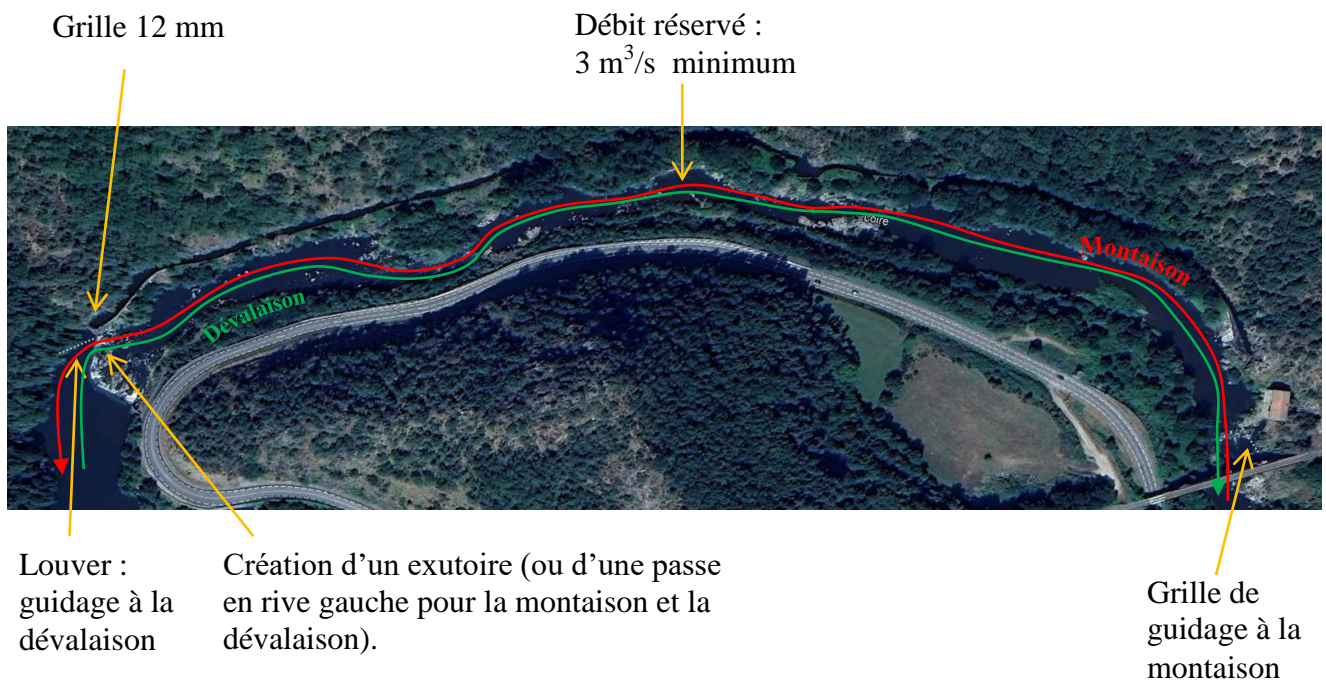 Grille 12 mm
Débit réservé :
3 m³/s minimum
Loire
Montaison
Dévalaison
Louver :
guidage à la
dévalaison
Création d’un exutoire (ou d’une passe
en rive gauche pour la montaison et la
dévalaison).
Grille de
guidage à la
montaison